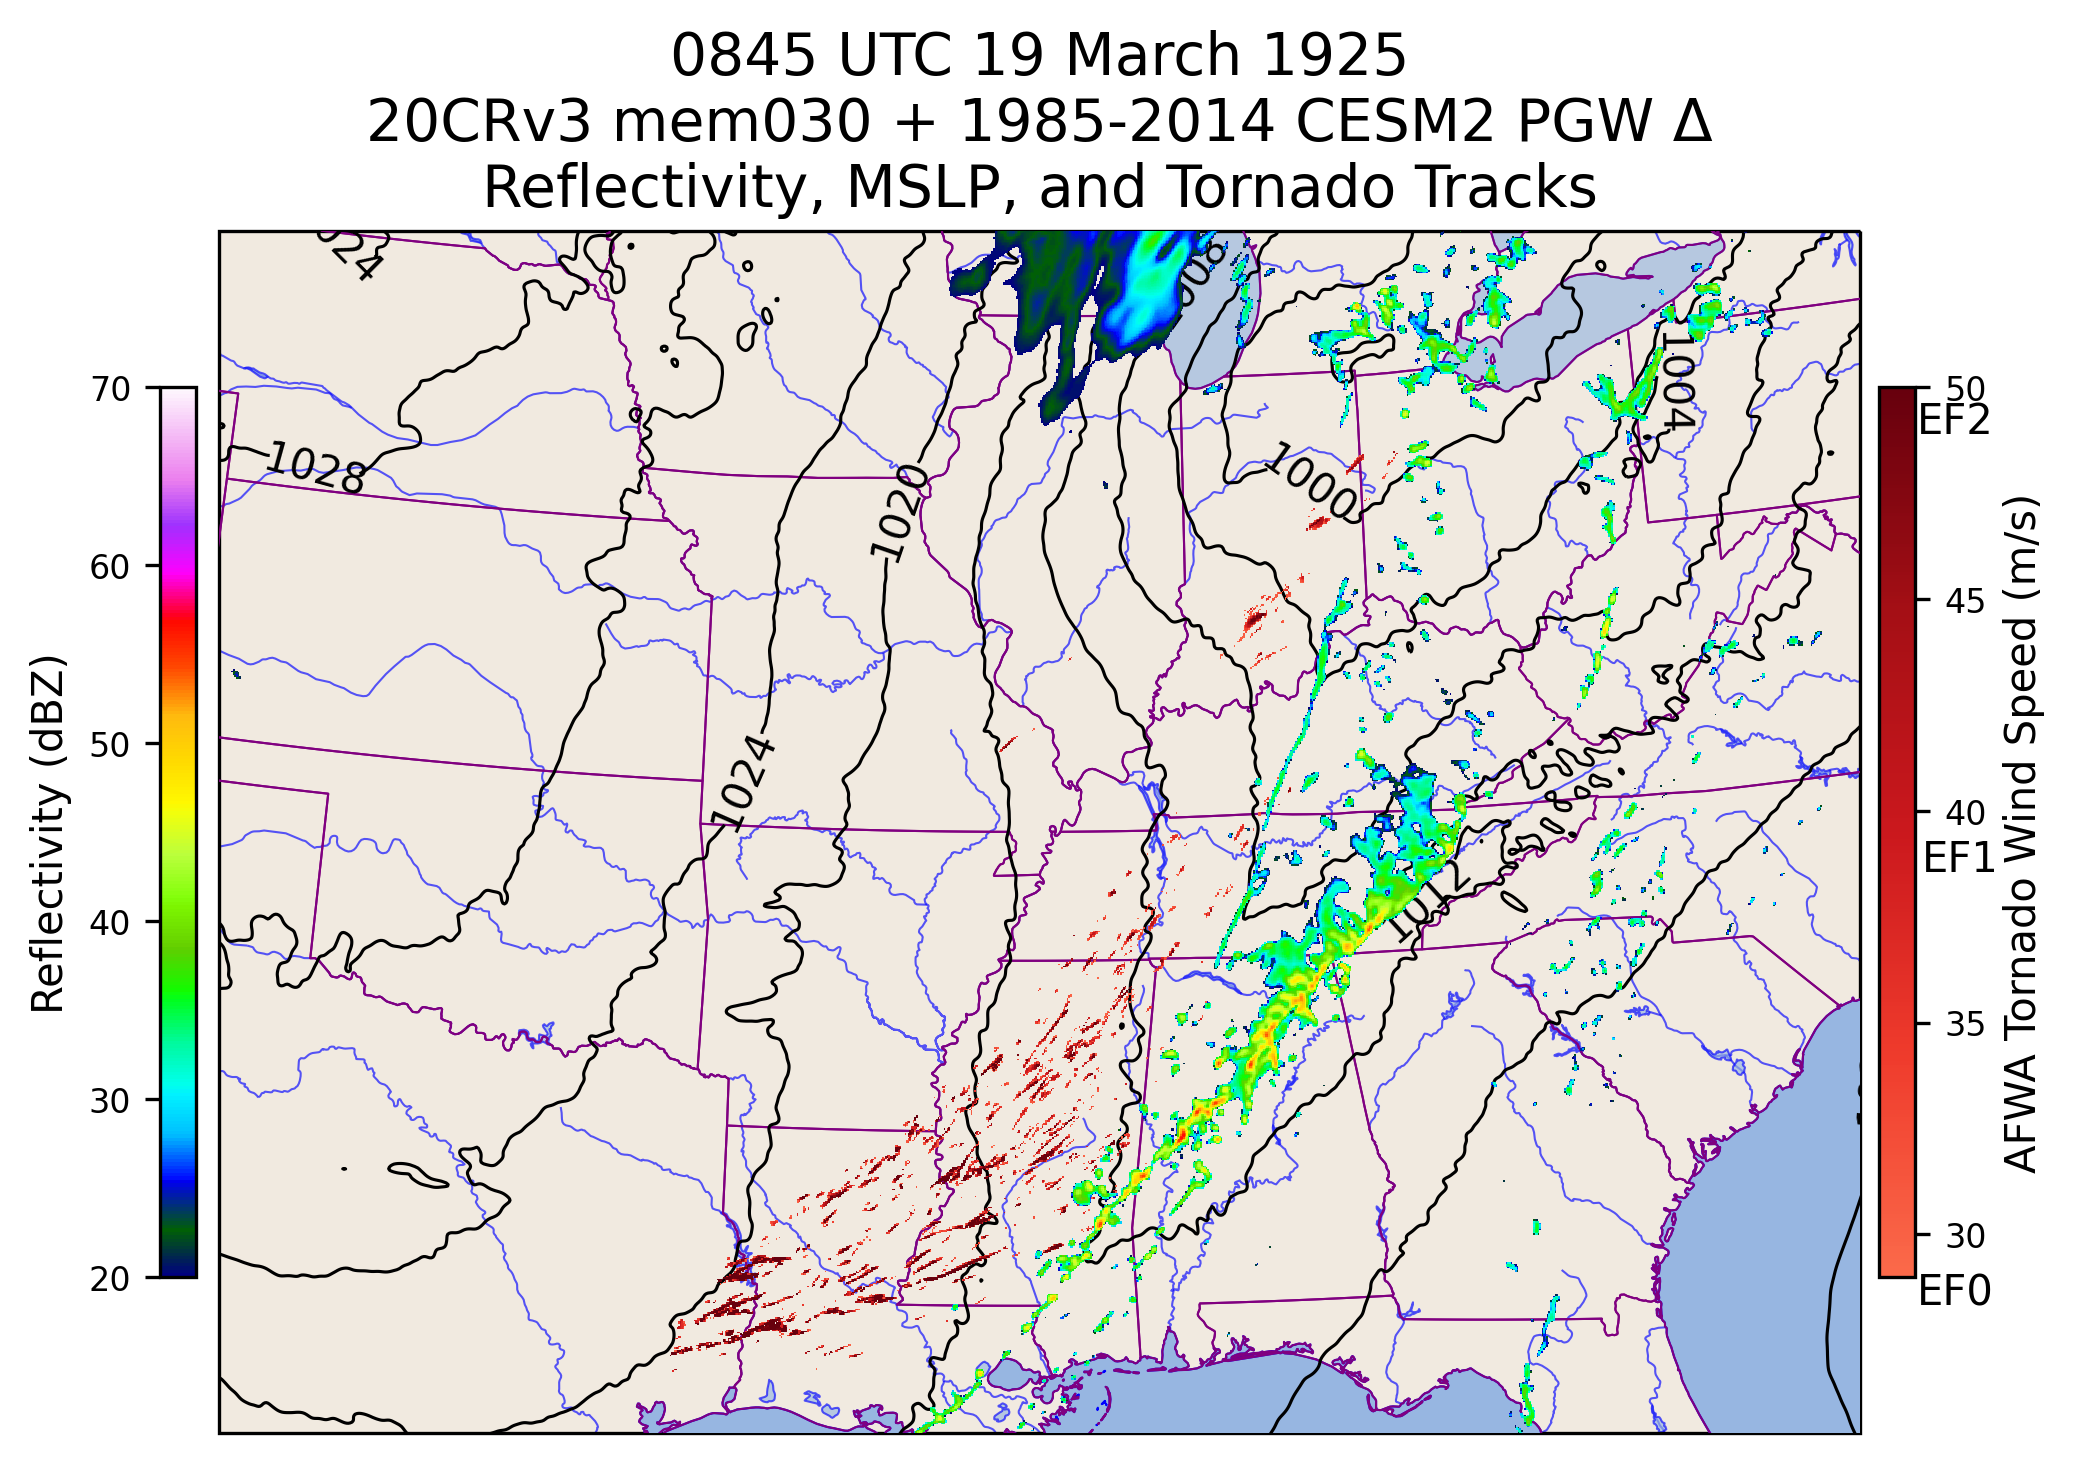 0845 UTC 19 March 1925
20CRv3 mem030 + 1985-2014 CESM2 PGW Δ
Reflectivity, MSLP, and Tornado Tracks
024
008
1004
1028
1020
1000
1024
1012
Reflectivity (dBZ)
70
60
50
40
30
20
50
EF2
45
40
EF1
35
30
EF0
AFWA Tornado Wind Speed (m/s)